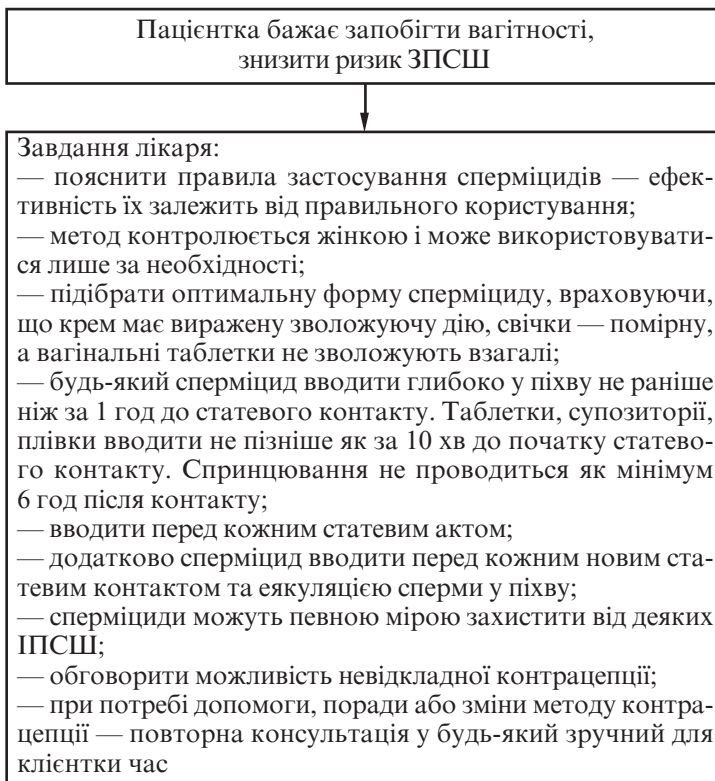 Пацієнтка бажає запобігти вагітності,
знизити ризик ЗПСШ
Завдання лікаря:
— пояснити правила застосування сперміцидів — ефек-
тивність їх залежить від правильного користування;
— метод контролюється жінкою і може використовувати-
ся лише за необхідності;
— підібрати оптимальну форму сперміциду, враховуючи,
що крем має виражену зволожуючу дію, свічки — помірну,
а вагінальні таблетки не зволожують взагалі;
— будь-який сперміцид вводити глибоко у піхву не раніше
ніж за 1 год до статевого контакту. Таблетки, супозиторії,
плівки вводити не пізніше як за 10 хв до початку статево-
го контакту. Спринцювання не проводиться як мінімум
6 год після контакту;
— вводити перед кожним статевим актом;
— додатково сперміцид вводити перед кожним новим ста-
тевим контактом та еякуляцією сперми у піхву;
— сперміциди можуть певною мірою захистити від деяких
ІПСШ;
— обговорити можливість невідкладної контрацепції;
— при потребі допомоги, поради або зміни методу контра-
цепції — повторна консультація у будь-який зручний для
клієнтки час